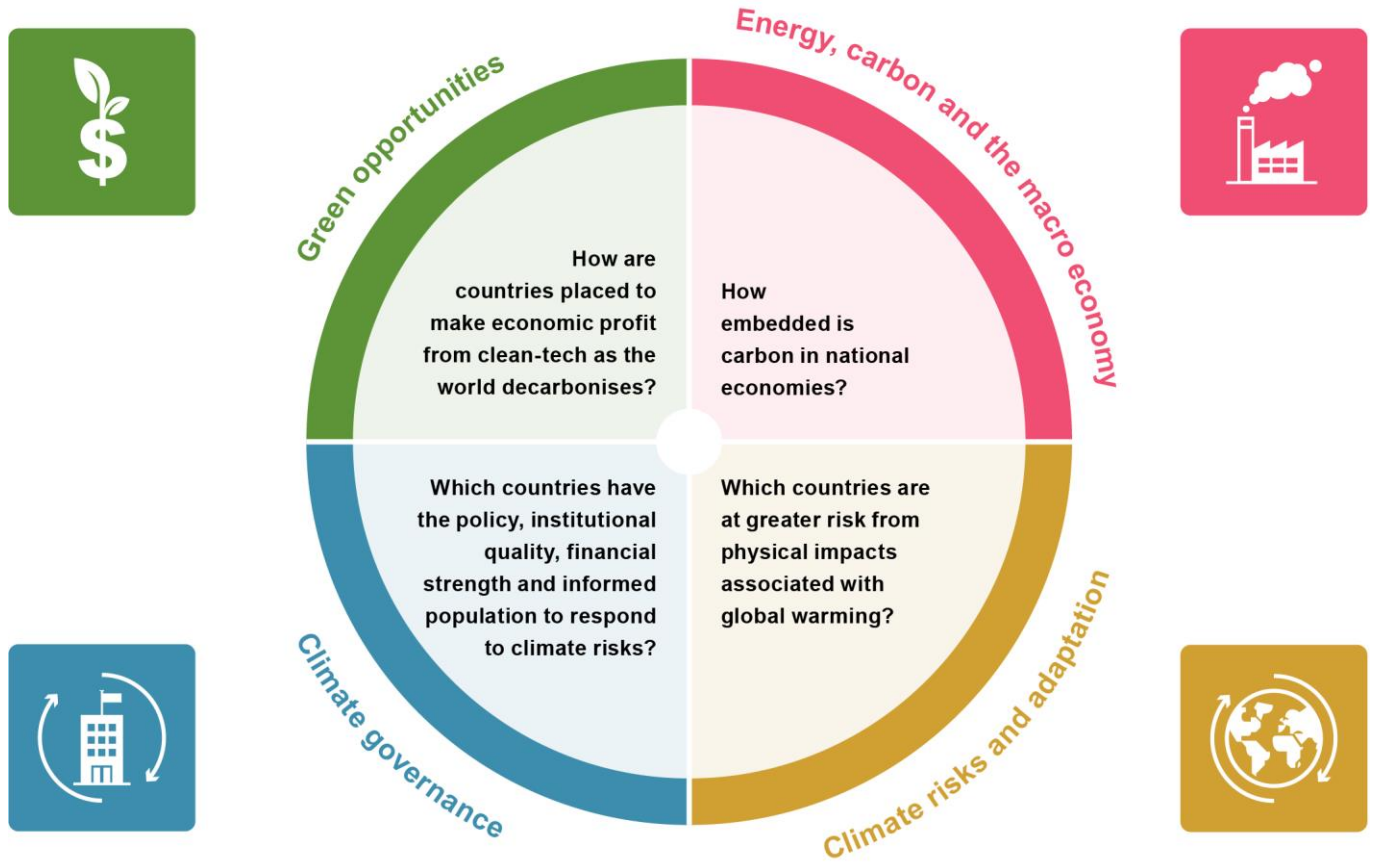 Green opportunities
Energy, carbon and the macro economy
$
How are
countries placed to
make economic profit
from clean-tech as the
world decarbonises?
How
embedded is
carbon in national
economies?
Which countries have
the policy, institutional
quality, financial
strength and informed
population to respond
to climate risks?
Which countries are
at greater risk from
physical impacts
associated with
global warming?
Climate governance
Climate risks and adaptation